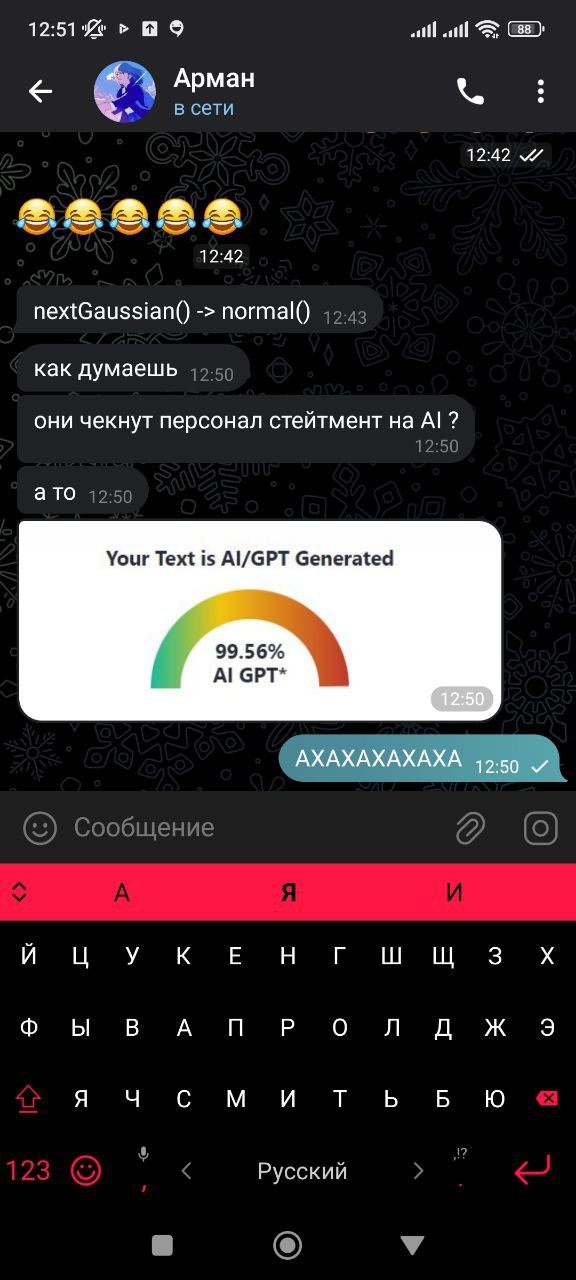 12:51 88
Арман
в сети
12:42
😂😂😂😂😂
12:42
nextGaussian() -> normal() 12:43
как думаешь 12:50
они чекнут персонал стейтмент на AI ?
12:50
а то 12:50
Your Text is AI/GPT Generated
99.56%
AI GPT*
12:50
АХАХАХАХАХА 12:50
Сообщение
А Я И
Й Ц У К Е Н Г Ш Щ З Х
Ф Ы В А П Р О Л Д Ж Э
Я Ч С М И Т Ь Б Ю
123 , < Русский > ,!? .